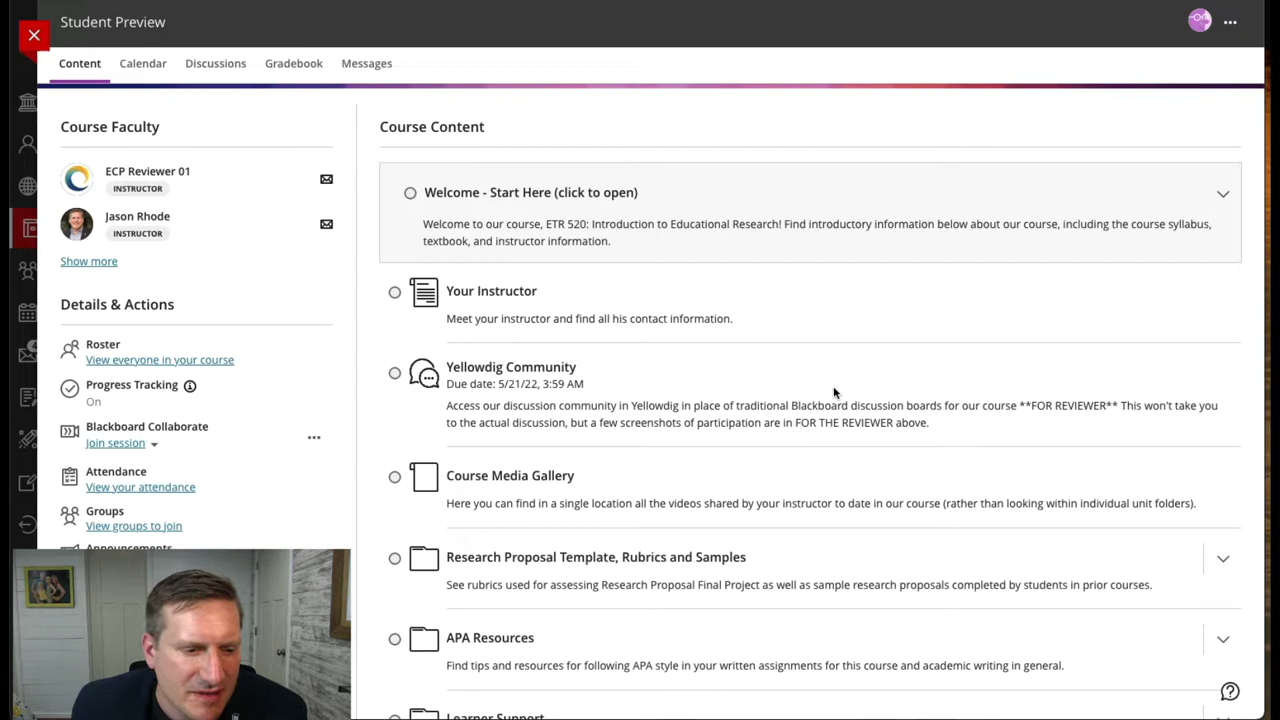 Student Preview
Content
Calendar
Discussions
Gradebook
Messages
Course Faculty
ECP Reviewer 01
INSTRUCTOR
Jason Rhode
INSTRUCTOR
Show more
Details & Actions
Roster
View everyone in your course
Progress Tracking
On
Blackboard Collaborate
Join session
Attendance
View your attendance
Groups
View groups to join
Announcements
Course Content
Welcome - Start Here (click to open)
Welcome to our course, ETR 520: Introduction to Educational Research! Find introductory information below about our course, including the course syllabus,
textbook, and instructor information.
Your Instructor
Meet your instructor and find all his contact information.
Yellowdig Community
Due date: 5/21/22, 3:59 AM
Access our discussion community in Yellowdig in place of traditional Blackboard discussion boards for our course **FOR REVIEWER** This won't take you
to the actual discussion, but a few screenshots of participation are in FOR THE REVIEWER above.
Course Media Gallery
Here you can find in a single location all the videos shared by your instructor to date in our course (rather than looking within individual unit folders).
Research Proposal Template, Rubrics and Samples
See rubrics used for assessing Research Proposal Final Project as well as sample research proposals completed by students in prior courses.
APA Resources
Find tips and resources for following APA style in your written assignments for this course and academic writing in general.
Learner Support